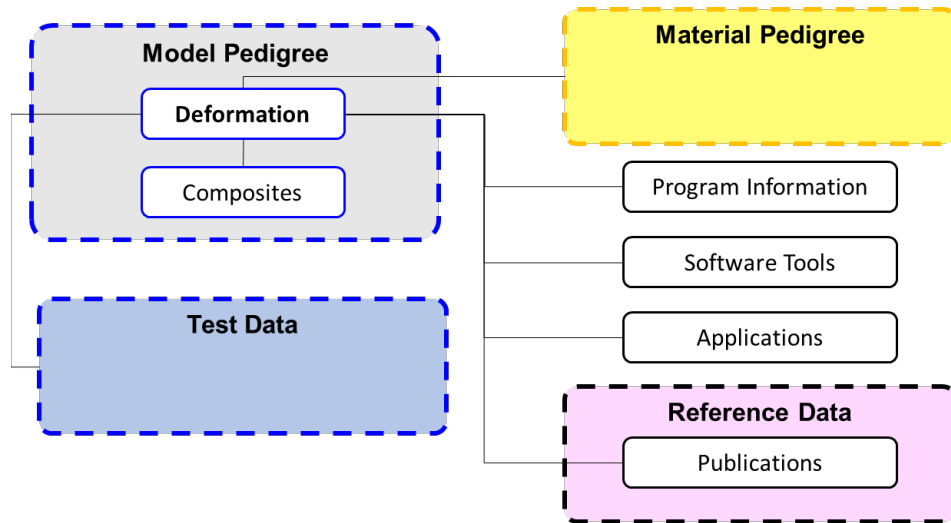 Model Pedigree
Deformation
Composites
Test Data
Material Pedigree
Program Information
Software Tools
Applications
Reference Data
Publications